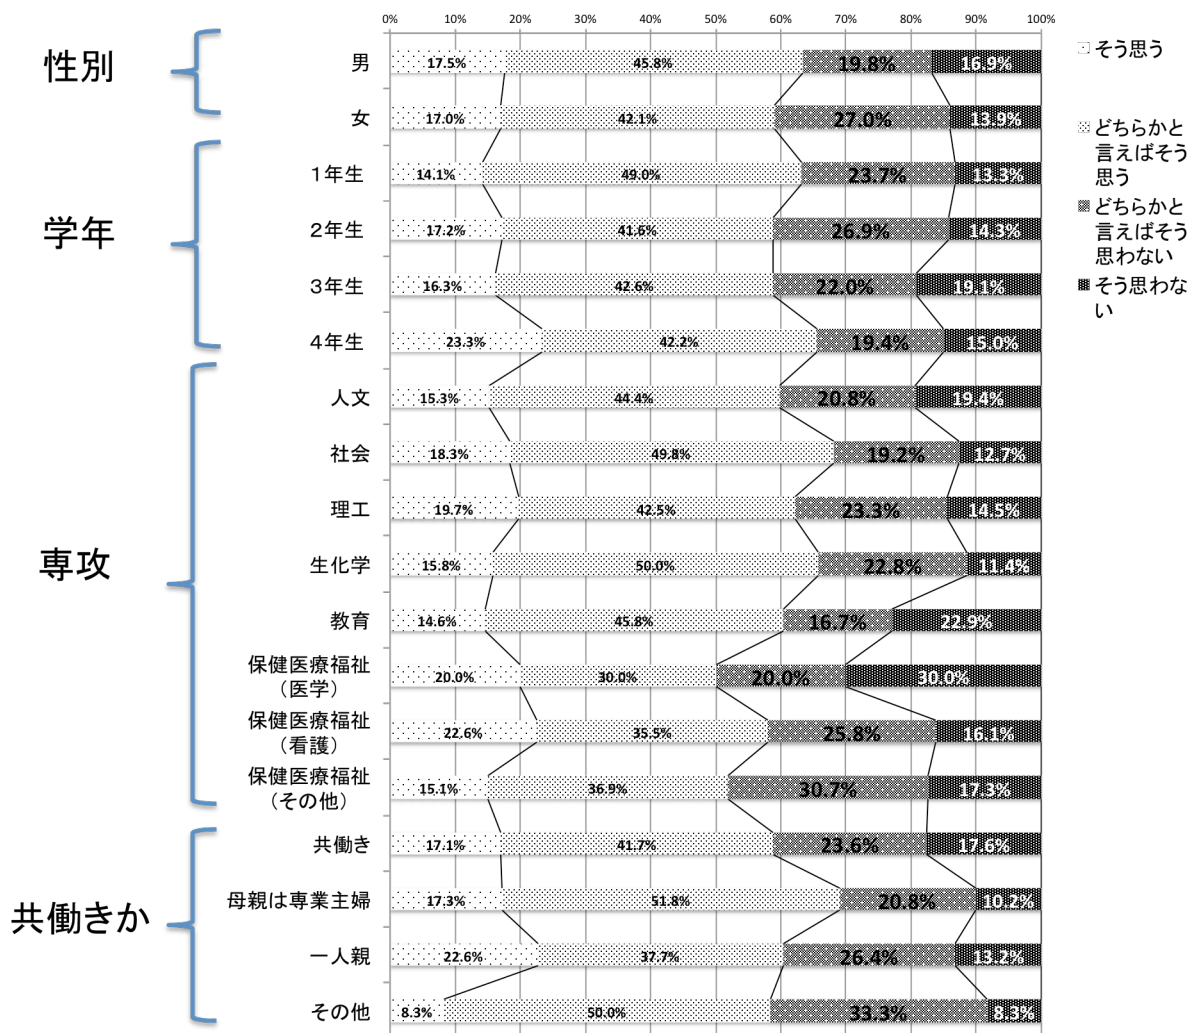 0% 10% 20% 30% 40% 50% 60% 70% 80% 90% 100%
性別
男 17.5% 45.8% 19.8% 16.9%
女 17.0% 42.1% 27.0% 13.9%
学年
1年生 14.1% 49.0% 23.7% 13.3%
2年生 17.2% 41.6% 26.9% 14.3%
3年生 16.3% 42.6% 22.0% 19.1%
4年生 23.3% 42.2% 19.4% 15.0%
専攻
人文 15.3% 44.4% 20.8% 19.4%
社会 18.3% 49.8% 19.2% 12.7%
理工 19.7% 42.5% 23.3% 14.5%
生化学 15.8% 50.0% 22.8% 11.4%
教育 14.6% 45.8% 16.7% 22.9%
保健医療福祉
（医学） 20.0% 30.0% 20.0% 30.0%
保健医療福祉
（看護） 22.6% 35.5% 25.8% 16.1%
保健医療福祉
（その他） 15.1% 36.9% 30.7% 17.3%
共働きか
共働き 17.1% 41.7% 23.6% 17.6%
母親は専業主婦 17.3% 51.8% 20.8% 10.2%
一人親 22.6% 37.7% 26.4% 13.2%
その他 8.3% 50.0% 33.3% 8.3%
そう思う
どちらかと
言えばそう
思う
どちらかと
言えばそう
思わない
そう思わな
い